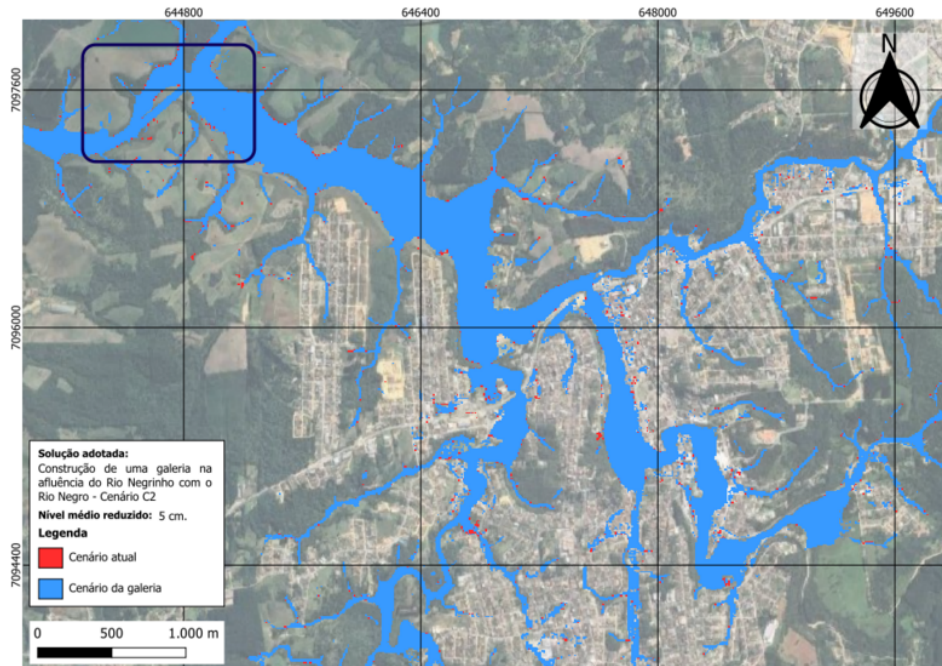 644800
646400
648000
649600
N
7097600
7096000
7094400
Solução adotada:
Construção de uma galeria na
afluência do Rio Negrinho com o
Rio Negro - Cenário C2
Nível médio reduzido: 5 cm.
Legenda
Cenário atual
Cenário da galeria
0 500 1.000 m